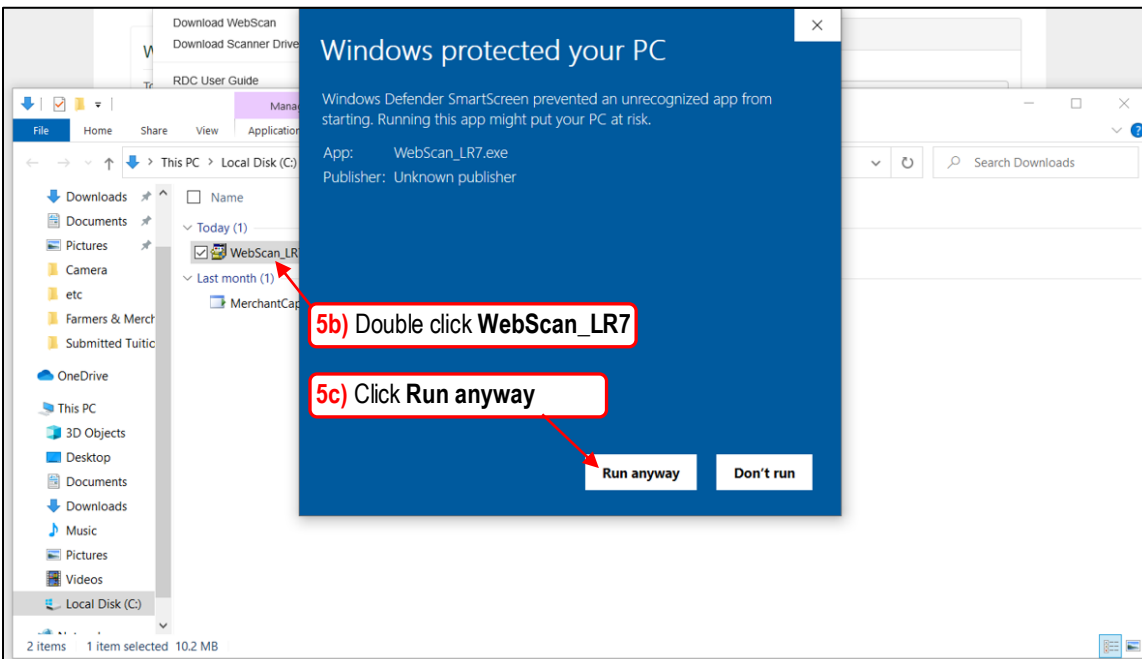 Download WebScan
Download Scanner Drive
RDC User Guide
Windows protected your PC
Windows Defender SmartScreen prevented an unrecognized app from
starting. Running this app might put your PC at risk.
App: WebScan_LR7.exe
Publisher: Unknown publisher
Run anyway
Don't run
Mana
File Home Share View Application
This PC > Local Disk (C:)
Search Downloads
Downloads
Documents
Pictures
Camera
etc
Farmers & Merch
Submitted Tuitic
OneDrive
This PC
3D Objects
Desktop
Documents
Downloads
Music
Pictures
Videos
Local Disk (C:)
Name
Today (1)
WebScan_LR7
Last month (1)
MerchantCap
5b) Double click WebScan_LR7
5c) Click Run anyway
2 items 1 item selected 10.2 MB